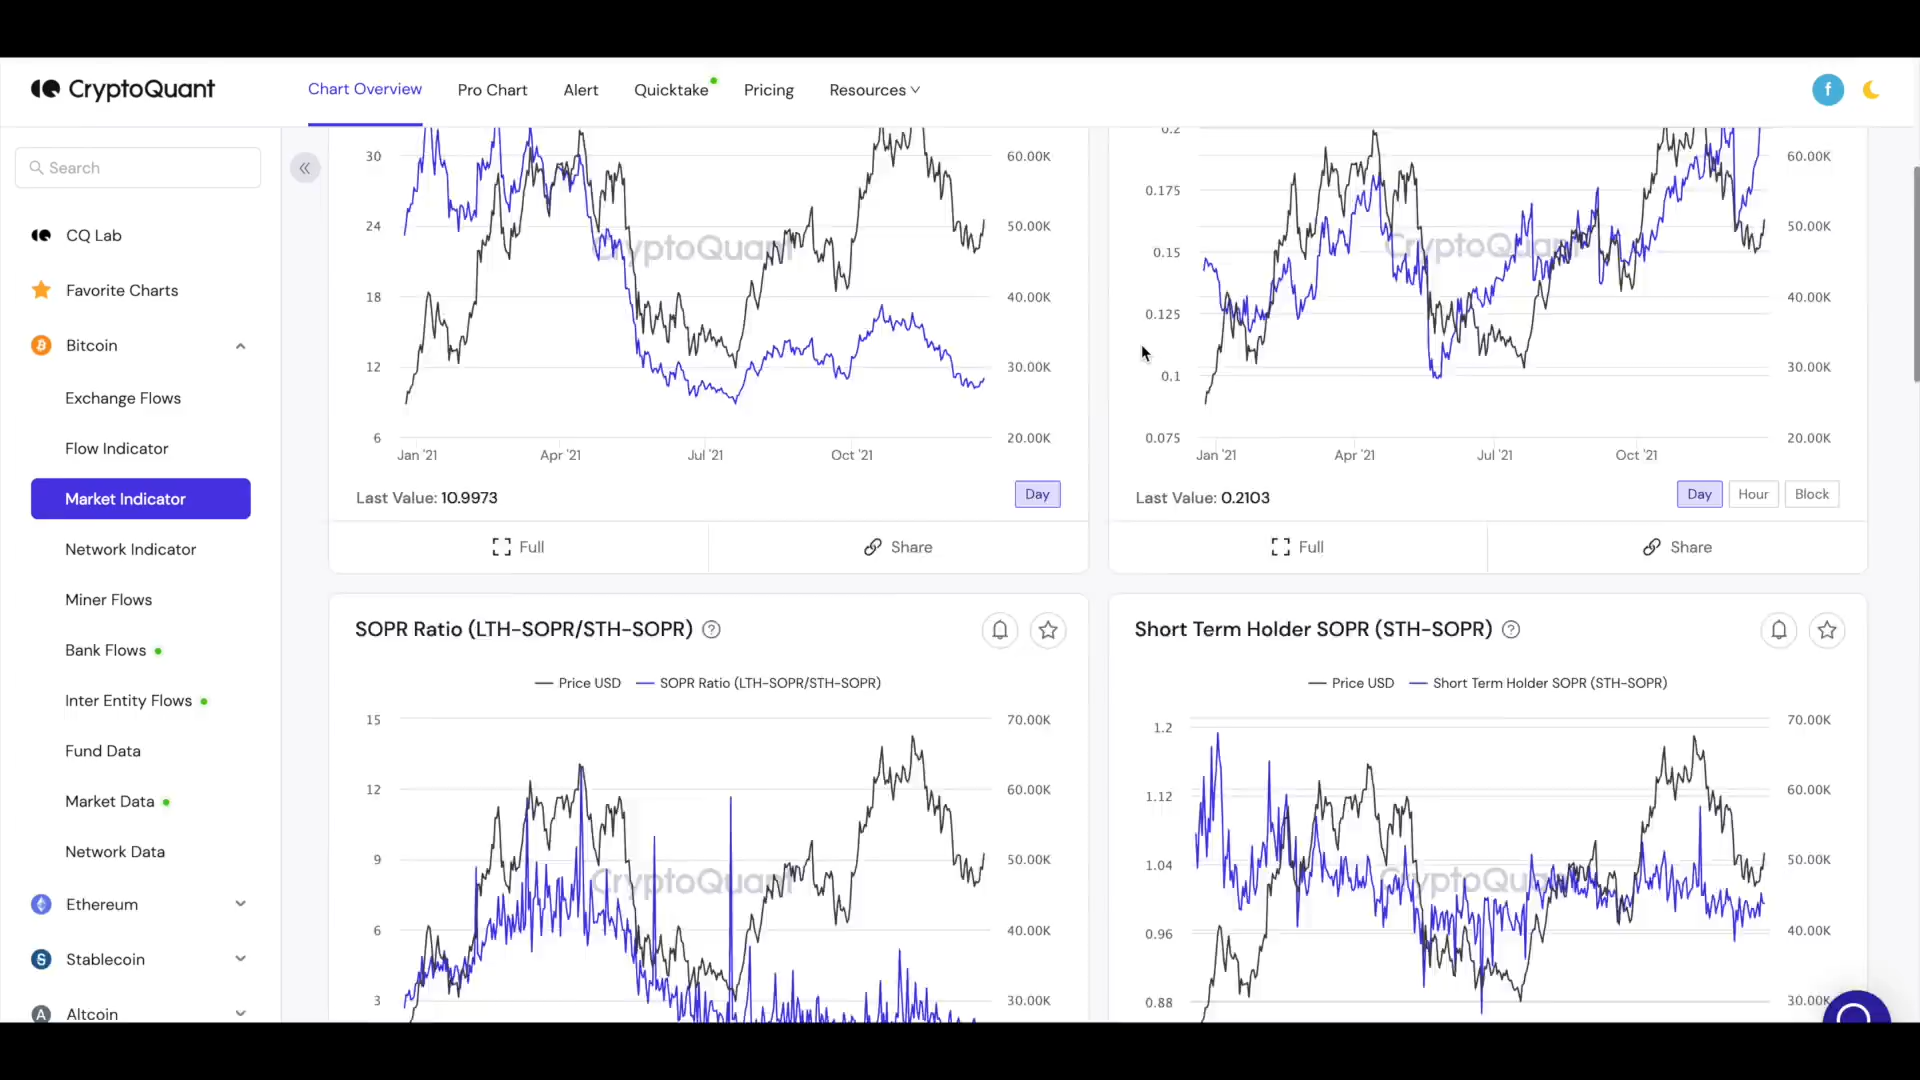 CryptoQuant
Chart Overview
Pro Chart
Alert
Quicktake
Pricing
Resources
f
Search
CQ Lab
Favorite Charts
Bitcoin
Exchange Flows
Flow Indicator
Market Indicator
Network Indicator
Miner Flows
Bank Flows
Inter Entity Flows
Fund Data
Market Data
Network Data
Ethereum
Stablecoin
Altcoin
30
24
18
12
6
60.00K
50.00K
40.00K
30.00K
20.00K
CryptoQuant
Jan '21
Apr '21
Jul '21
Oct '21
Last Value: 10.9973
Day
Full
Share
0.2
0.175
0.15
0.125
0.1
0.075
60.00K
50.00K
40.00K
30.00K
20.00K
CryptoQuant
Jan '21
Apr '21
Jul '21
Oct '21
Last Value: 0.2103
Day
Hour
Block
Full
Share
SOPR Ratio (LTH-SOPR/STH-SOPR)
Price USD
SOPR Ratio (LTH-SOPR/STH-SOPR)
15
12
9
6
3
70.00K
60.00K
50.00K
40.00K
30.00K
CryptoQuant
Short Term Holder SOPR (STH-SOPR)
Price USD
Short Term Holder SOPR (STH-SOPR)
1.2
1.12
1.04
0.96
0.88
70.00K
60.00K
50.00K
40.00K
30.00K
CryptoQuant